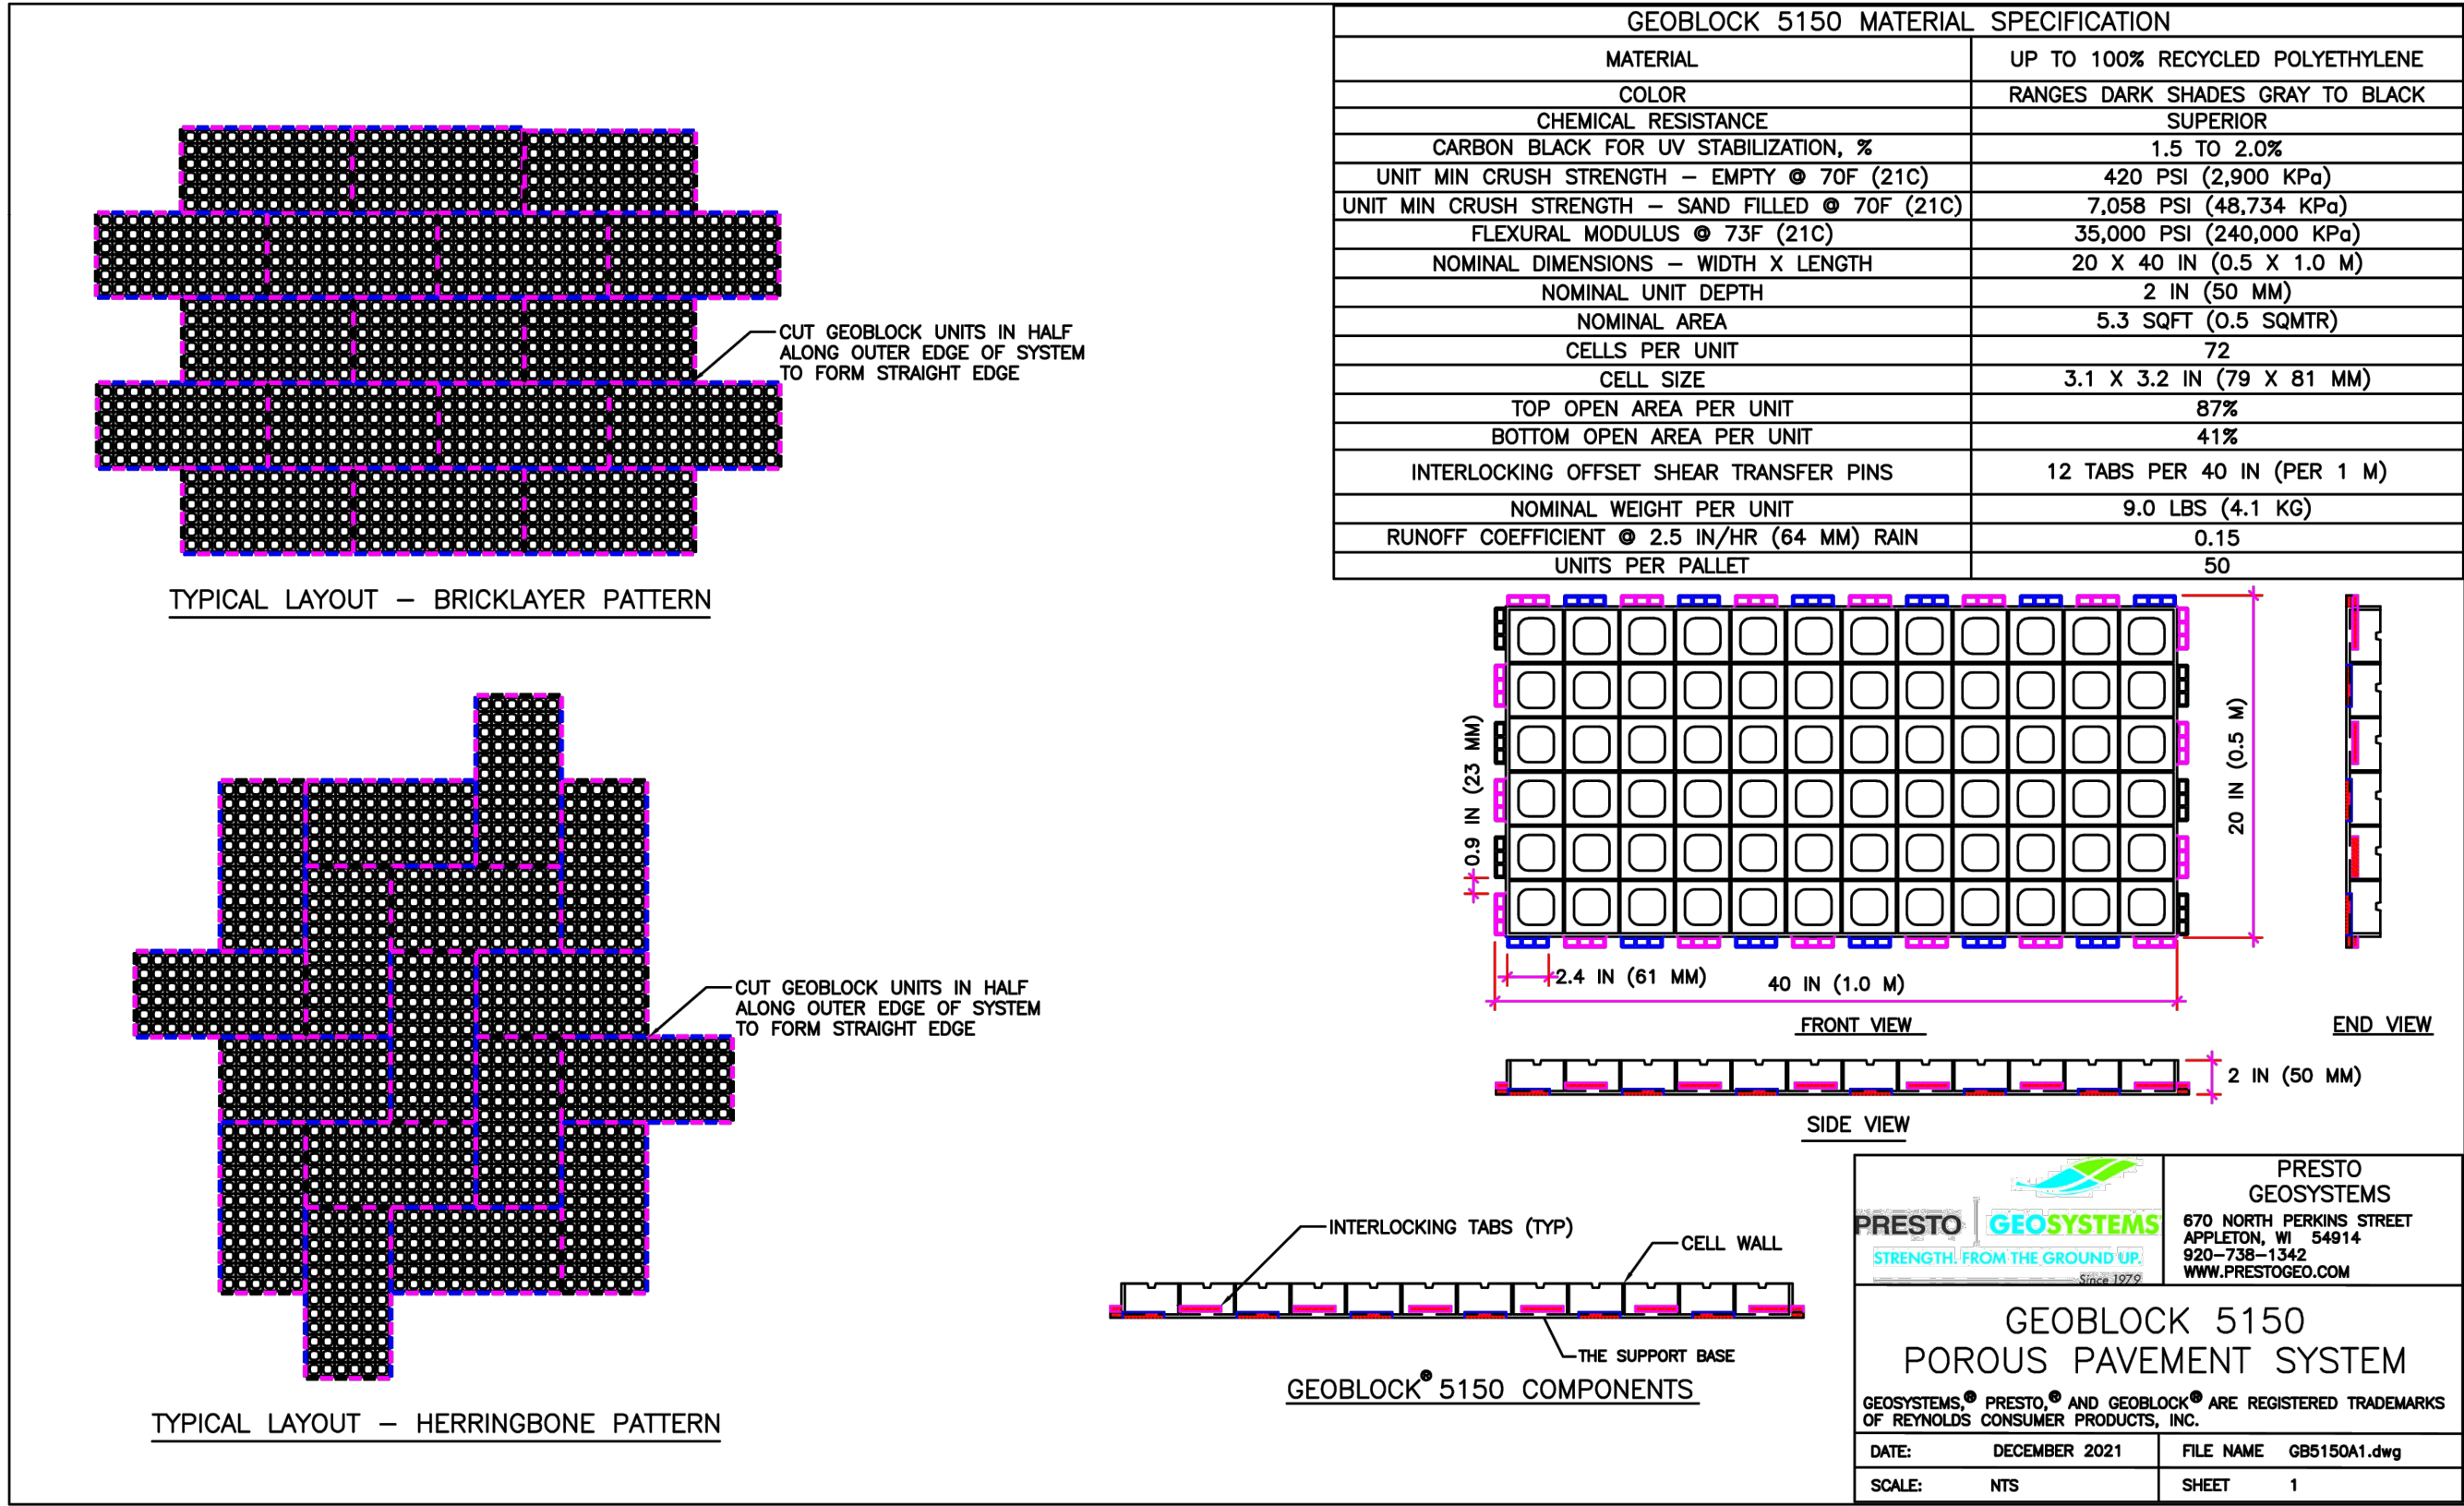 GEOBLOCK 5150 MATERIAL SPECIFICATION
MATERIAL UP TO 100% RECYCLED POLYETHYLENE
COLOR RANGES DARK SHADES GRAY TO BLACK
CHEMICAL RESISTANCE SUPERIOR
CARBON BLACK FOR UV STABILIZATION, % 1.5 TO 2.0%
UNIT MIN CRUSH STRENGTH – EMPTY @ 70F (21C) 420 PSI (2,900 KPa)
UNIT MIN CRUSH STRENGTH – SAND FILLED @ 70F (21C) 7,058 PSI (48,734 KPa)
FLEXURAL MODULUS @ 73F (21C) 35,000 PSI (240,000 KPa)
NOMINAL DIMENSIONS – WIDTH X LENGTH 20 X 40 IN (0.5 X 1.0 M)
NOMINAL UNIT DEPTH 2 IN (50 MM)
NOMINAL AREA 5.3 SQFT (0.5 SQMTR)
CELLS PER UNIT 72
CELL SIZE 3.1 X 3.2 IN (79 X 81 MM)
TOP OPEN AREA PER UNIT 87%
BOTTOM OPEN AREA PER UNIT 41%
INTERLOCKING OFFSET SHEAR TRANSFER PINS 12 TABS PER 40 IN (PER 1 M)
NOMINAL WEIGHT PER UNIT 9.0 LBS (4.1 KG)
RUNOFF COEFFICIENT @ 2.5 IN/HR (64 MM) RAIN 0.15
UNITS PER PALLET 50
CUT GEOBLOCK UNITS IN HALF
ALONG OUTER EDGE OF SYSTEM
TO FORM STRAIGHT EDGE
TYPICAL LAYOUT – BRICKLAYER PATTERN
CUT GEOBLOCK UNITS IN HALF
ALONG OUTER EDGE OF SYSTEM
TO FORM STRAIGHT EDGE
TYPICAL LAYOUT – HERRINGBONE PATTERN
0.9 IN (23 MM)
20 IN (0.5 M)
2.4 IN (61 MM)
40 IN (1.0 M)
FRONT VIEW
END VIEW
2 IN (50 MM)
SIDE VIEW
INTERLOCKING TABS (TYP)
CELL WALL
THE SUPPORT BASE
GEOBLOCK® 5150 COMPONENTS
PRESTO GEOSYSTEMS
STRENGTH. FROM THE GROUND UP.
Since 1979
PRESTO
GEOSYSTEMS
670 NORTH PERKINS STREET
APPLETON, WI 54914
920–738–1342
WWW.PRESTOGEO.COM
GEOBLOCK 5150
POROUS PAVEMENT SYSTEM
GEOSYSTEMS,® PRESTO,® AND GEOBLOCK® ARE REGISTERED TRADEMARKS
OF REYNOLDS CONSUMER PRODUCTS, INC.
DATE: DECEMBER 2021
FILE NAME GB5150A1.dwg
SCALE: NTS
SHEET 1